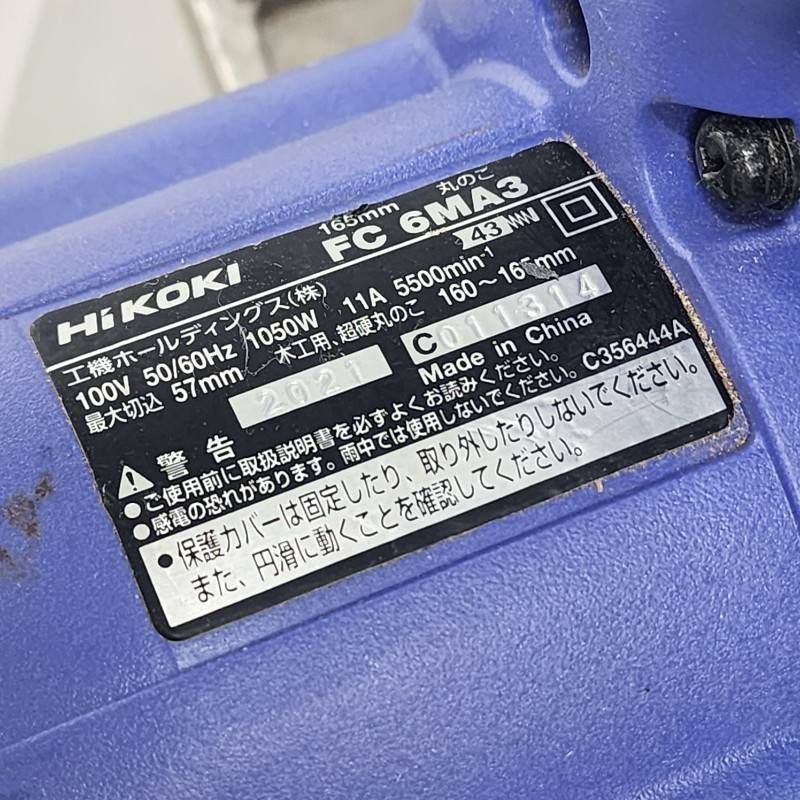 165mm 丸のこ
HiKOKI FC 6MA3
工機ホールディングス(株) 43
100V 50/60Hz 1050W 11A 5500min⁻¹
最大切込 57mm 木工用、超硬丸のこ 160～165mm
2021 C 011314
Made in China
警告 C356444A
●ご使用前に取扱説明書を必ずよくお読みください。
●感電の恐れがあります。雨中では使用しないでください。
●保護カバーは固定したり、取り外したりしないでください。
また、円滑に動くことを確認してください。